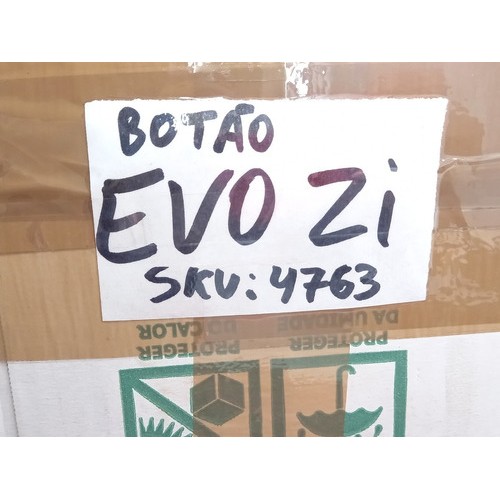 BOTÃO
EVO Zi
SKU: 4763
PROTEGER
DO CALOR
PROTEGER
DA UMIDADE